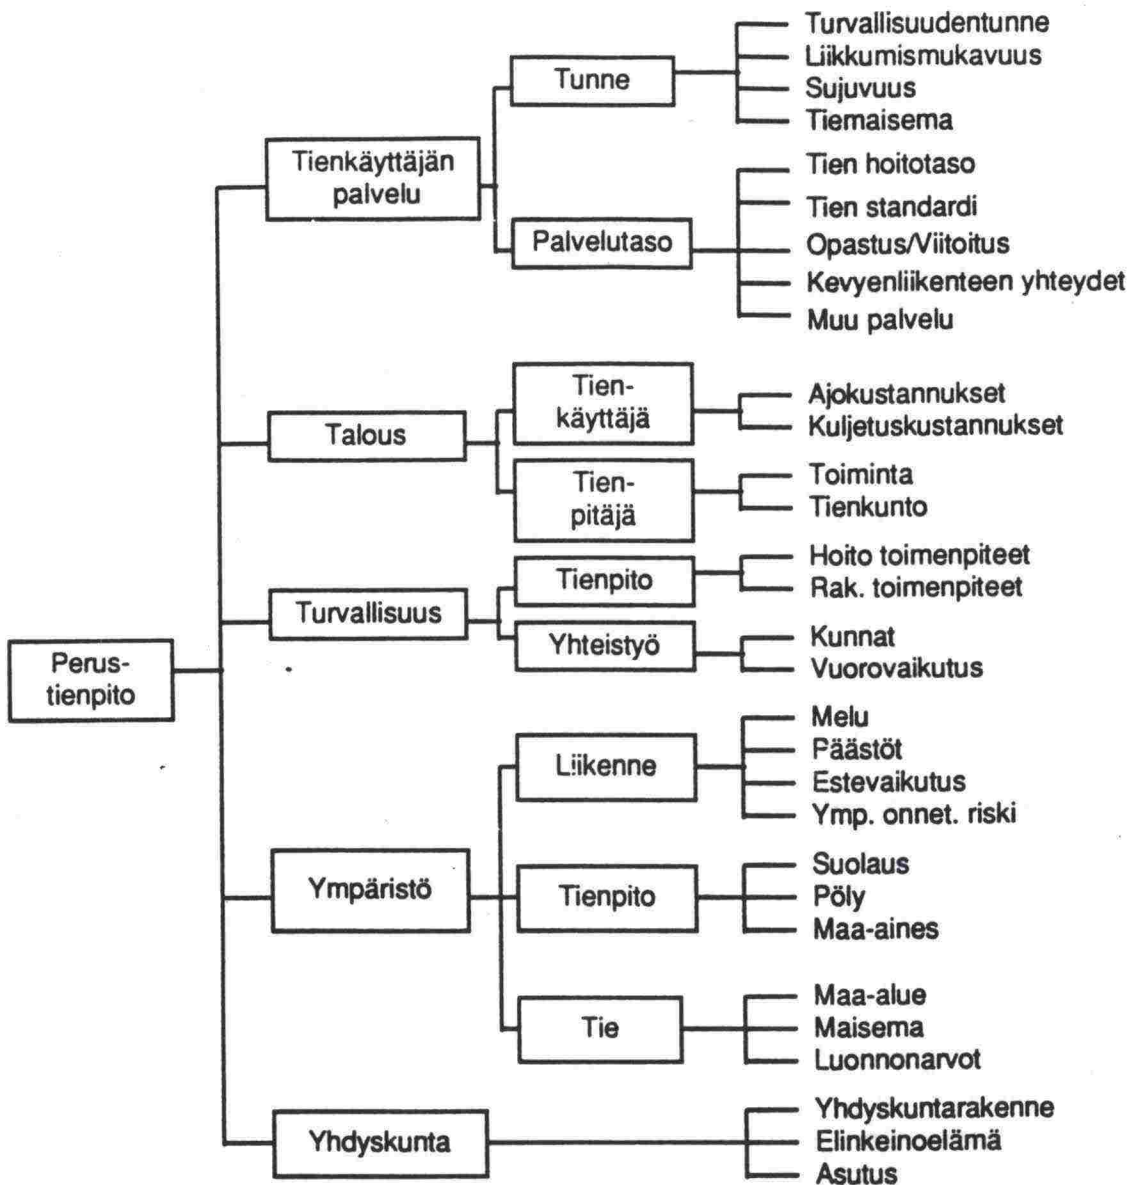 Perus-
tienpito
Tienkäyttäjän
palvelu
Tunne
Turvallisuudentunne
Liikkumismukavuus
Sujuvuus
Tiemaisema
Palvelutaso
Tien hoitotaso
Tien standardi
Opastus/Viitoitus
Kevyenliikenteen yhteydet
Muu palvelu
Talous
Tien-
käyttäjä
Ajokustannukset
Kuljetuskustannukset
Tien-
pitäjä
Toiminta
Tienkunto
Turvallisuus
Tienpito
Hoito toimenpiteet
Rak. toimenpiteet
Yhteistyö
Kunnat
Vuorovaikutus
Ympäristö
Liikenne
Melu
Päästöt
Estevaikutus
Ymp. onnet. riski
Tienpito
Suolaus
Pöly
Maa-aines
Tie
Maa-alue
Maisema
Luonnonarvot
Yhdyskunta
Yhdyskuntarakenne
Elinkeinoelämä
Asutus